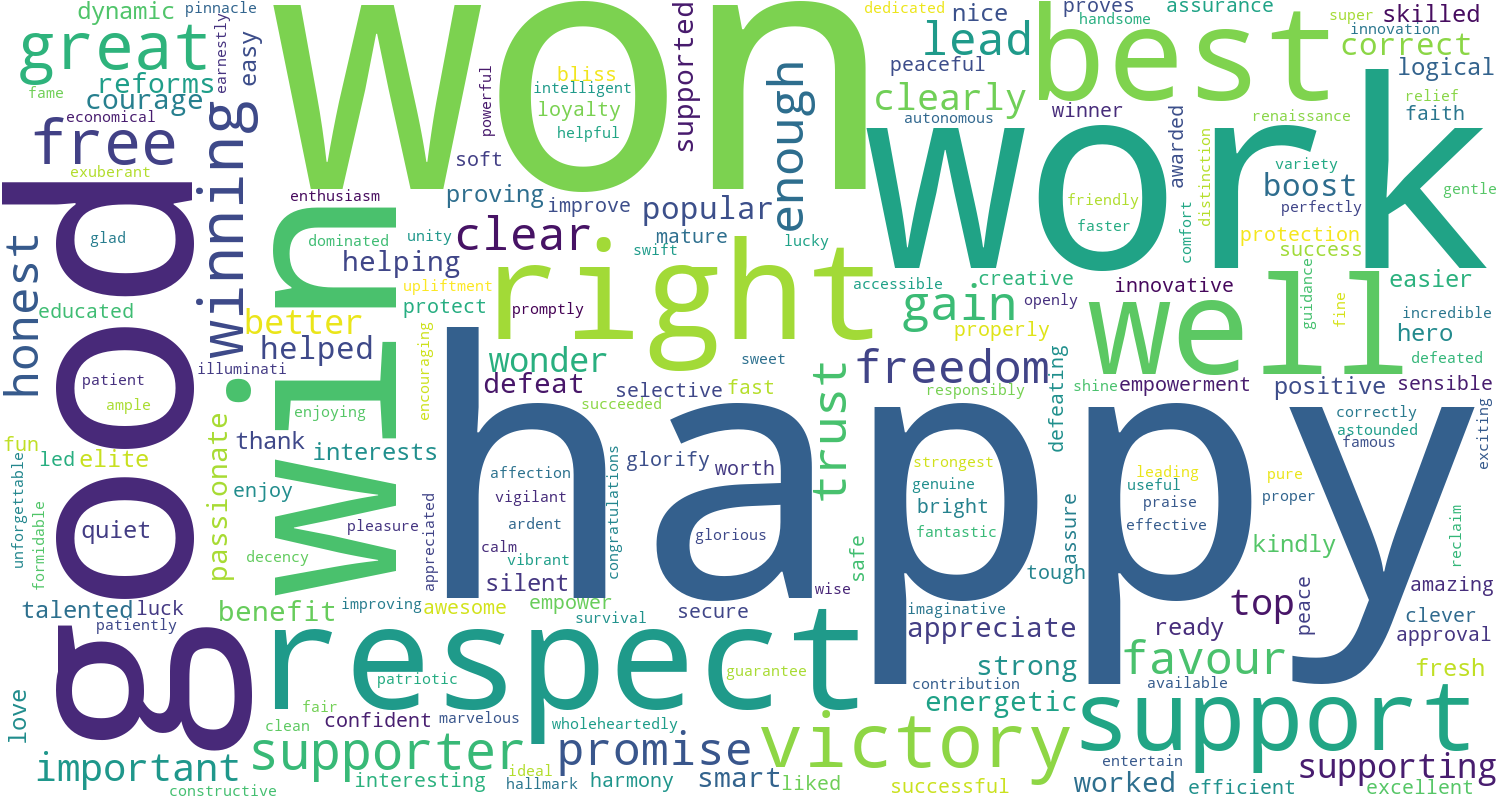 dynamic
pinnacle
great
earnestly
easy
reforms
fame
courage
economical
free
exuberant
won
bliss
intelligent
loyalty
helpful
powerful
supported
soft
enough
dedicated
nice
proves
handsome
assurance
super
skilled
innovation
lead
best
correct
peaceful
logical
clearly
winner
relief
autonomous
renaissance
faith
work
awarded
distinction
variety
boost
gentle
friendly
perfectly
faster
comfort
protection
success
good
glad
winning
enthusiasm
proving
improve
popular
win
dominated
unity
clear
mature
lucky
swift
helping
right
honest
upliftment
accessible
creative
innovative
easier
educated
protect
promptly
gain
openly
well
guidance
fine
incredible
better
properly
hero
helped
encouraging
wonder
sweet
freedom
defeated
illuminati
patient
defeat
selective
fast
trust
responsibly
defeating
shine
empowerment
positive
sensible
ample
enjoying
succeeded
correctly
astounded
famous
exciting
passionate
happy
fun
thank
interests
led
elite
affection
congratulations
glorify
worth
strongest
leading
pure
unforgettable
formidable
enjoy
vigilant
genuine
useful
praise
proper
quiet
pleasure
appreciated
ardent
bright
effective
glorious
fantastic
assure
reclaim
decency
calm
vibrant
safe
kindly
silent
tough
wise
amazing
talented
luck
benefit
improving
awesome
empower
secure
imaginative
top
peace
clever
patiently
survival
appreciate
ready
approval
respect
guarantee
strong
favour
fresh
patriotic
contribution
available
love
fair
energetic
clean
confident
marvelous
wholeheartedly
victory
support
supporter
promise
important
entertain
supporting
interesting
ideal
hallmark
harmony
smart
liked
successful
worked
efficient
excellent
constructive